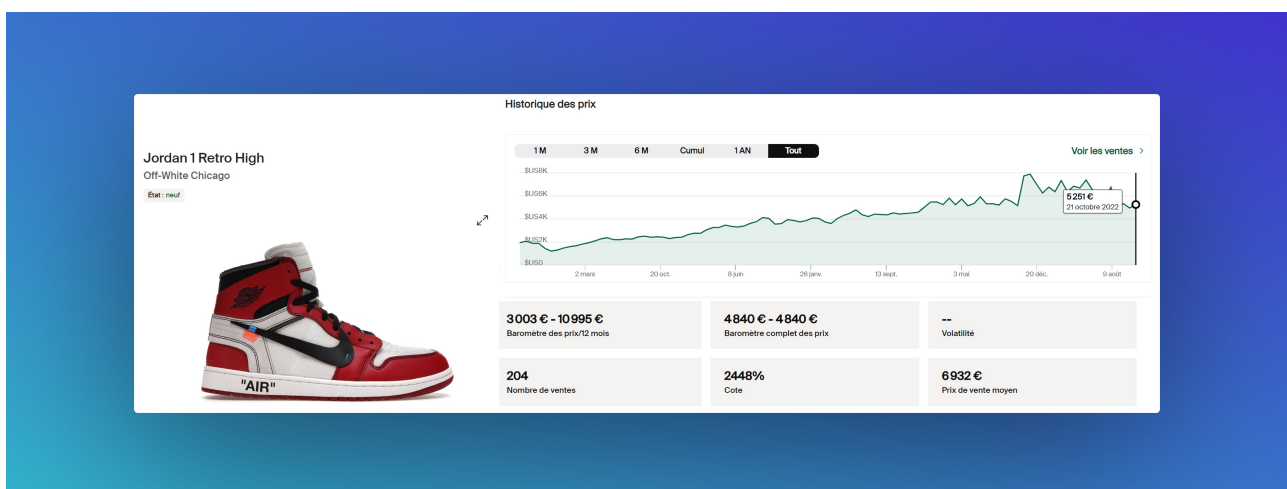 Historique des prix
Jordan 1 Retro High
Off-White Chicago
État : neuf
1 M 3 M 6 M Cumul 1 AN Tout
Voir les ventes >
$US8K
$US6K
$US4K
$US2K
$US0
5 251 €
21 octobre 2022
2 mars 20 oct. 8 juin 26 janv. 13 sept. 3 mai 20 déc. 9 août
"AIR"
3 003 € - 10 995 €
Baromètre des prix/12 mois
4 840 € - 4 840 €
Baromètre complet des prix
--
Volatilité
204
Nombre de ventes
2448%
Cote
6 932 €
Prix de vente moyen